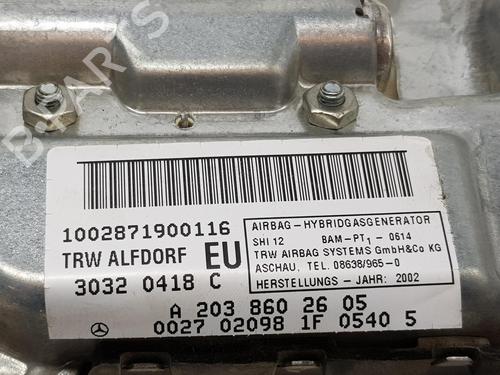 B-PARTS
1002871900116
TRW ALFDORF EU
3032 0418 C
AIRBAG - HYBRIDGASGENERATOR
SHI 12 BAM-PT1 - 0614
TRW AIRBAG SYSTEMS GmbH&Co KG
ASCHAU, TEL. 08638/965-0
HERSTELLUNGS - JAHR: 2002
A 203 860 26 05
0027 02098 1F 0540 5